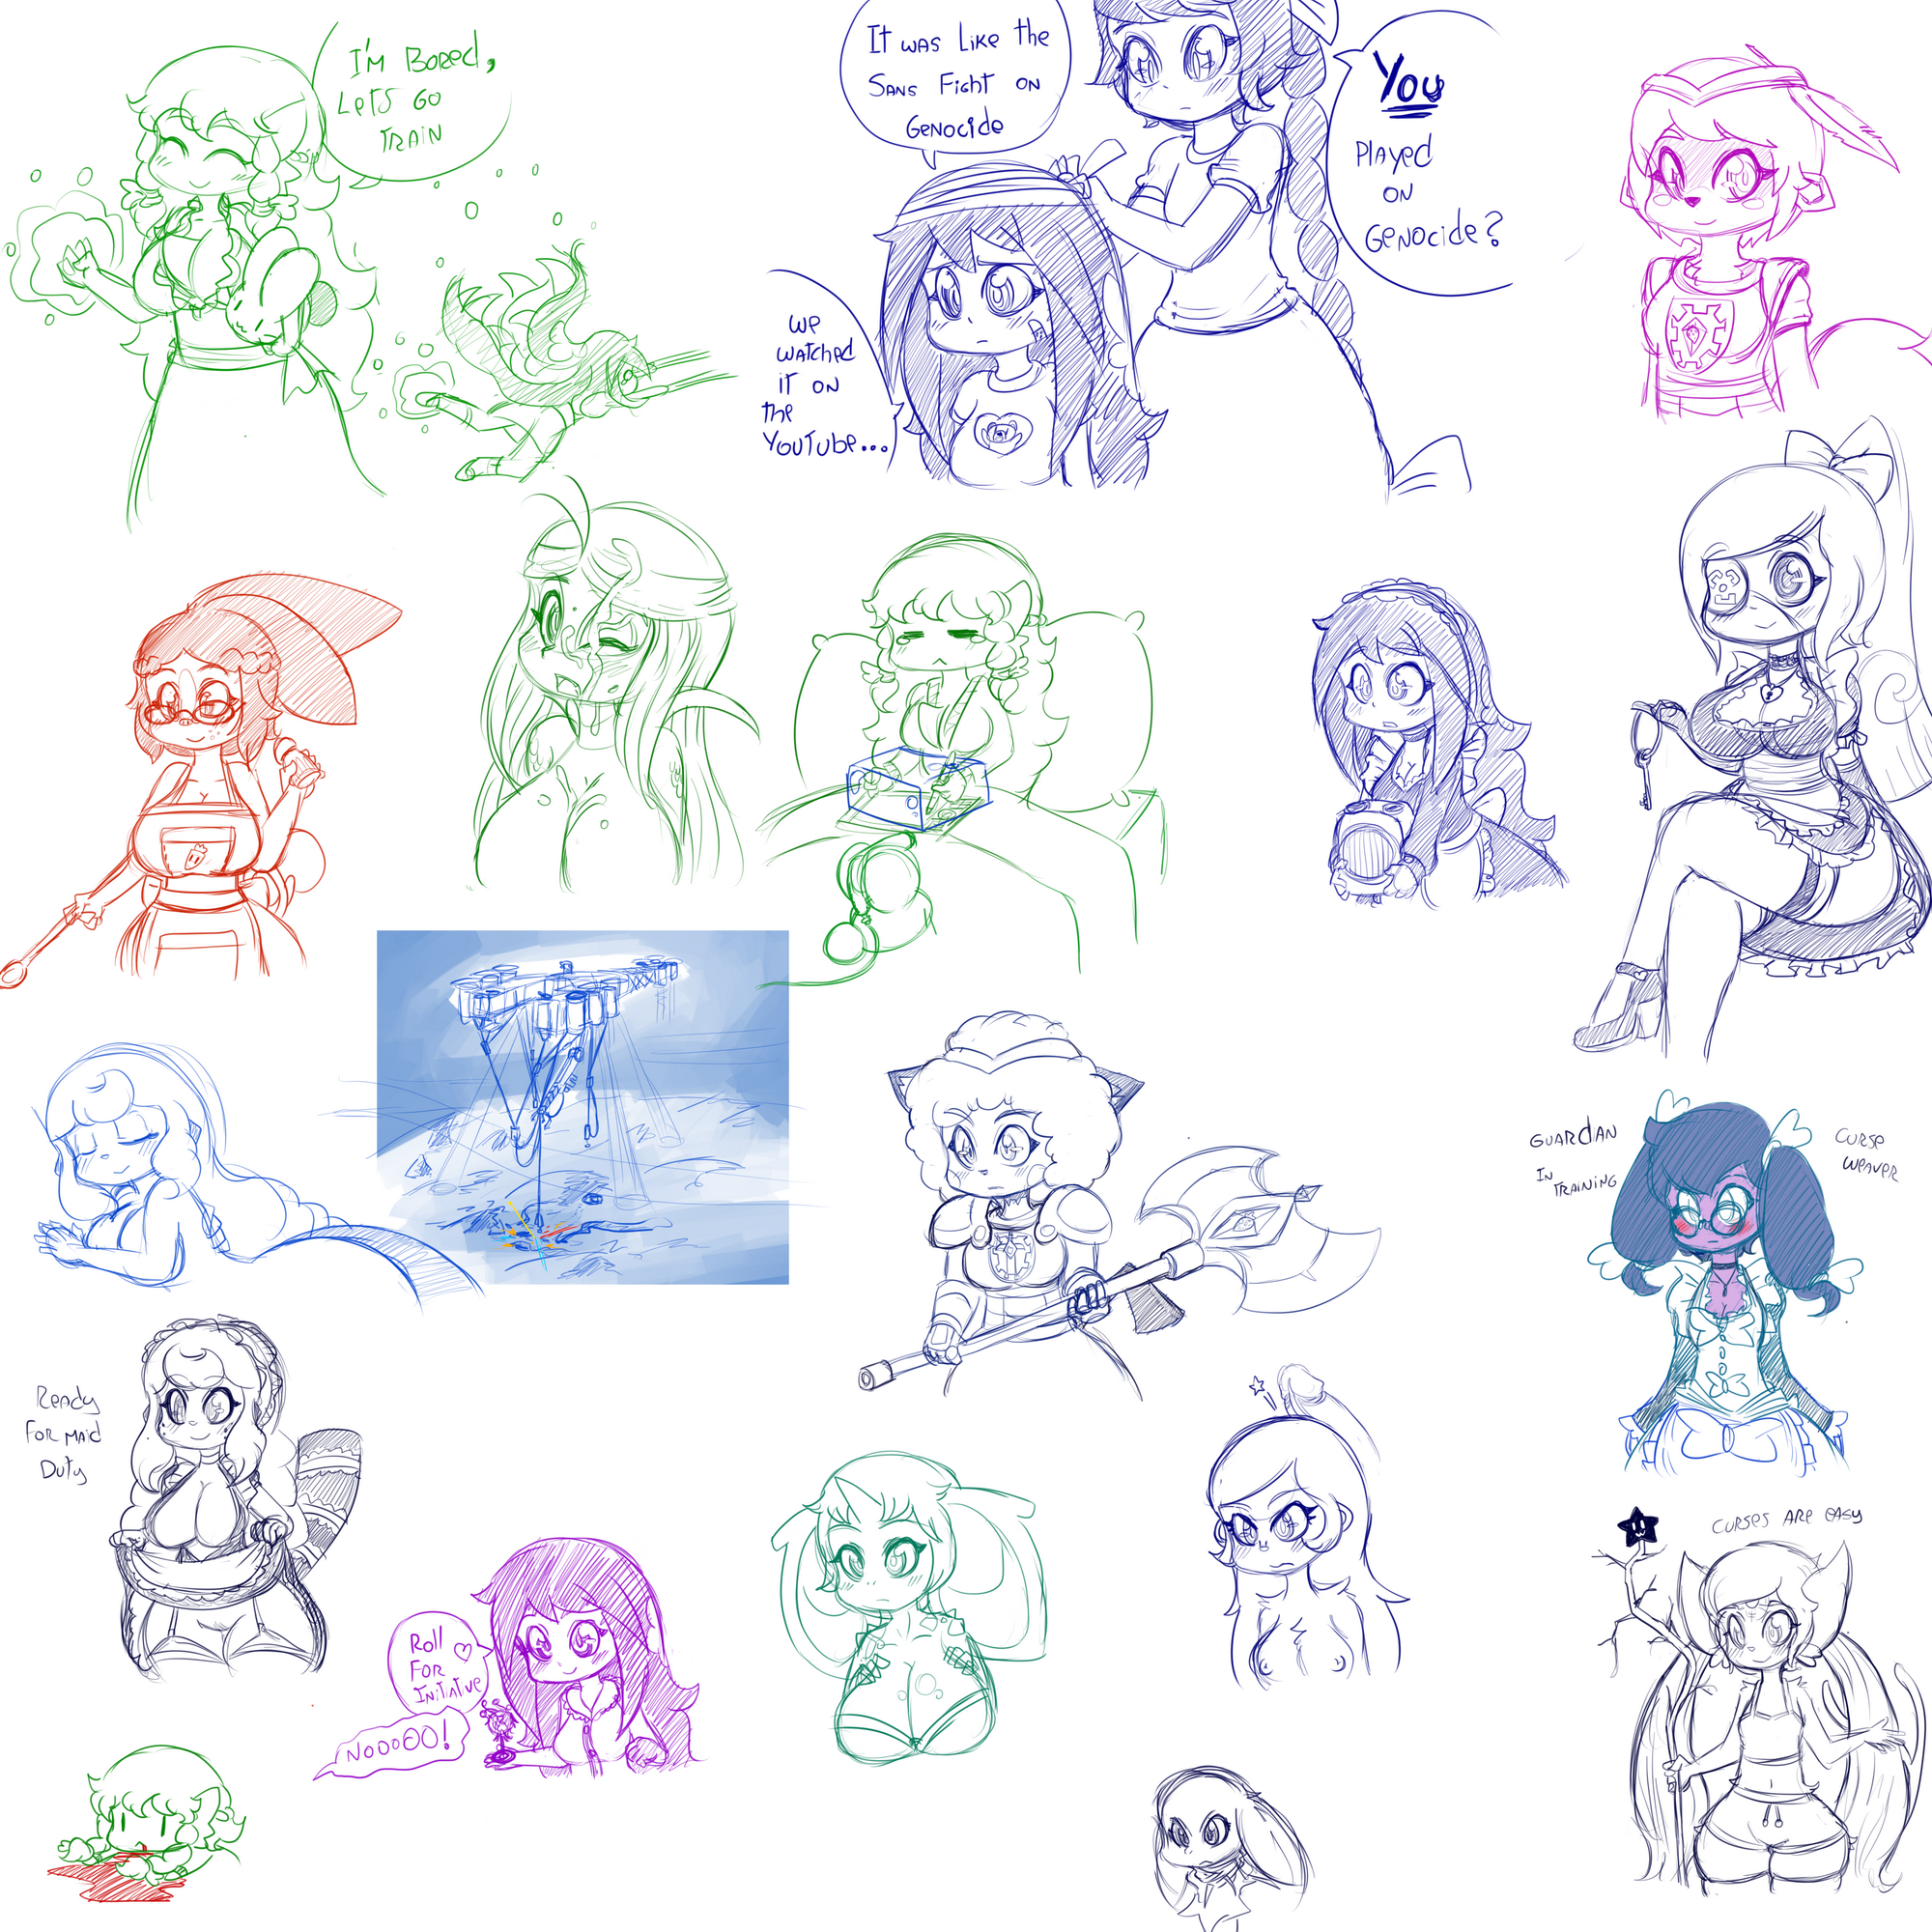 I'm Bored,
Lets GO
TRAIN
It was Like the
Sans Fight on
Genocide
You
Played
on
Genocide?
We
watched
it on
the
YouTube...
Guardian
In
Training
Curse
Weaver
Ready
For Maid
Duty
Curses are easy
Roll
For
Initiative
NOOOOO!